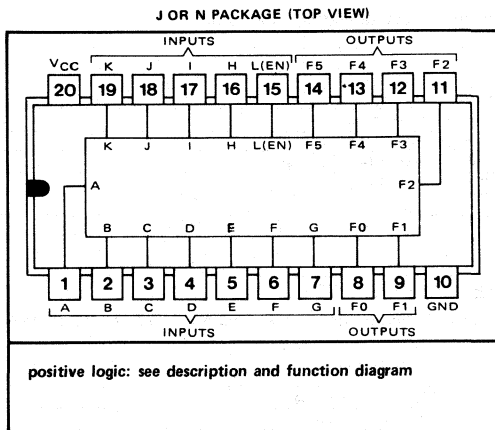 J OR N PACKAGE (TOP VIEW)
INPUTS OUTPUTS
VCC K J I H L(EN) F5 F4 F3 F2
20 19 18 17 16 15 14 13 12 11
K J I H L(EN) F5 F4 F3
A F2
B C D E F G F0 F1
1 2 3 4 5 6 7 8 9 10
A B C D E F G F0 F1 GND
INPUTS OUTPUTS
positive logic: see description and function diagram